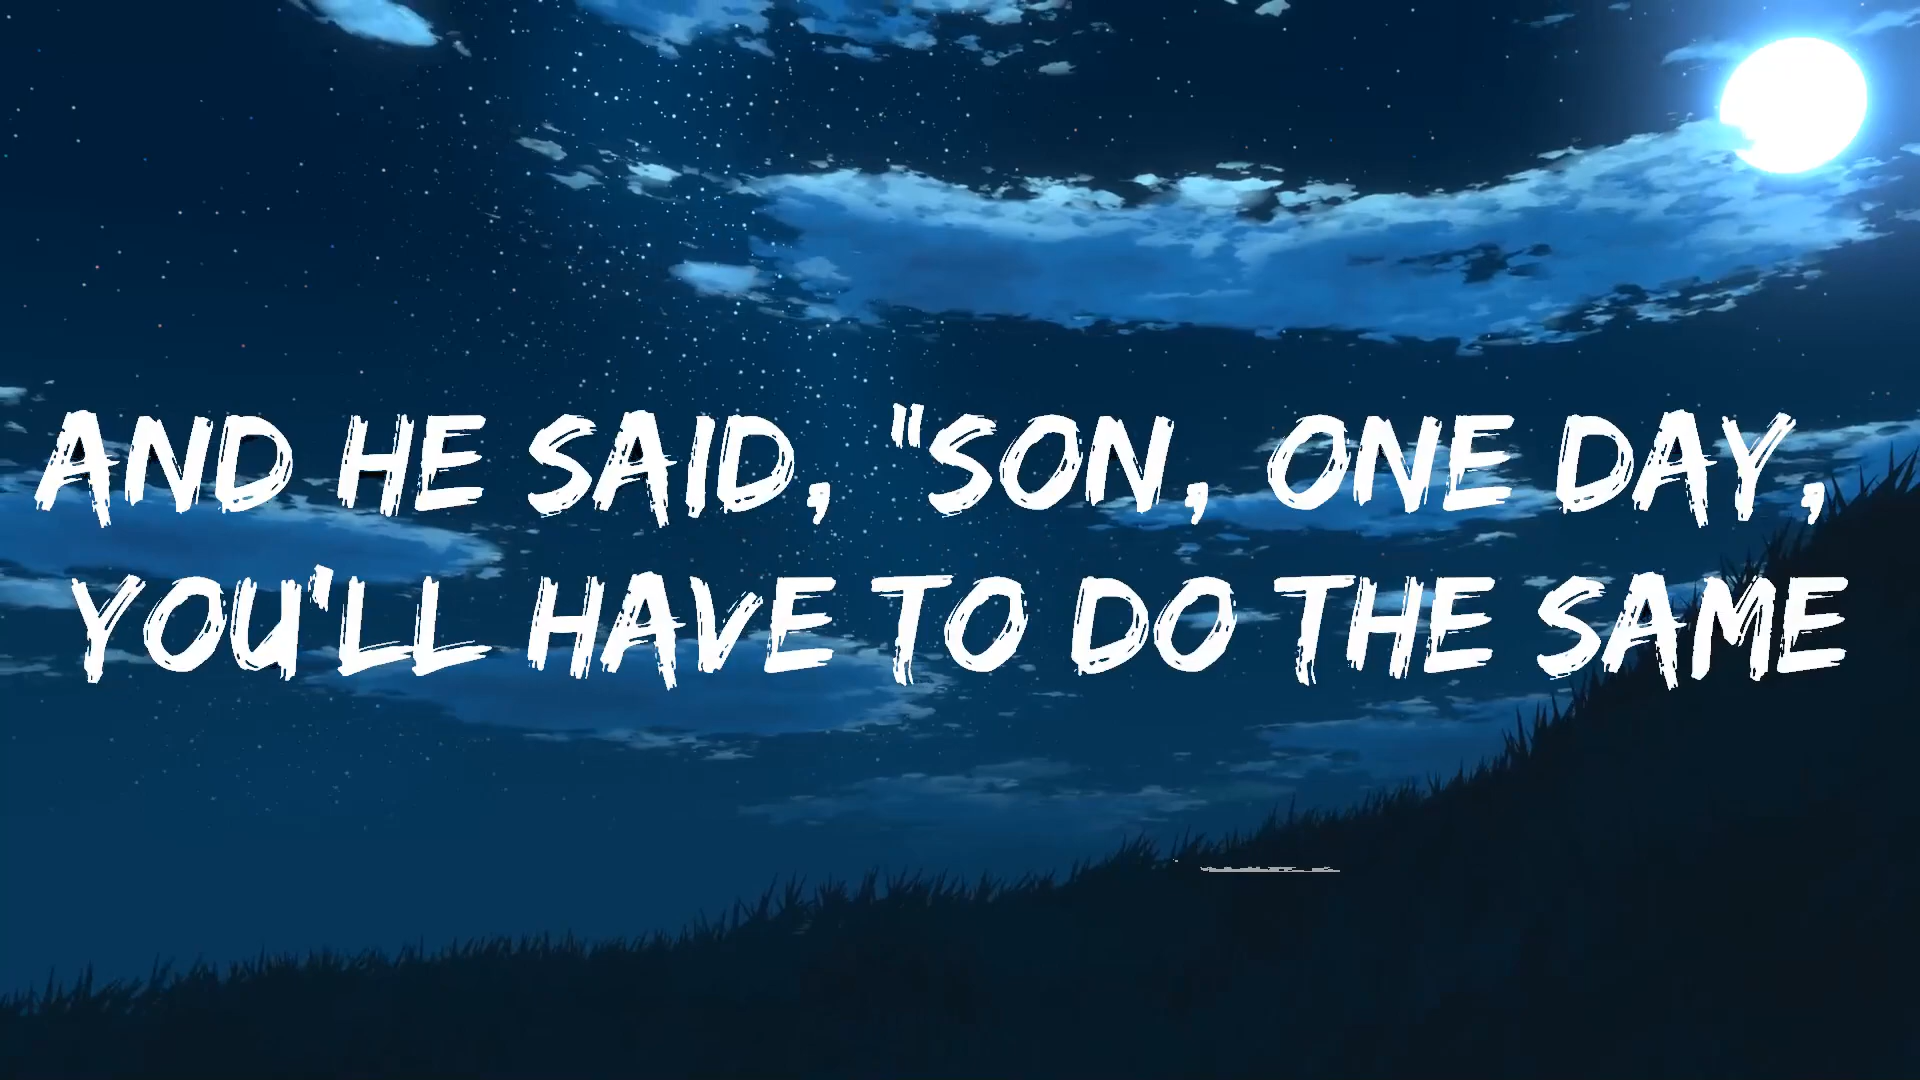 AND HE SAID, "SON, ONE DAY,
YOU'LL HAVE TO DO THE SAME